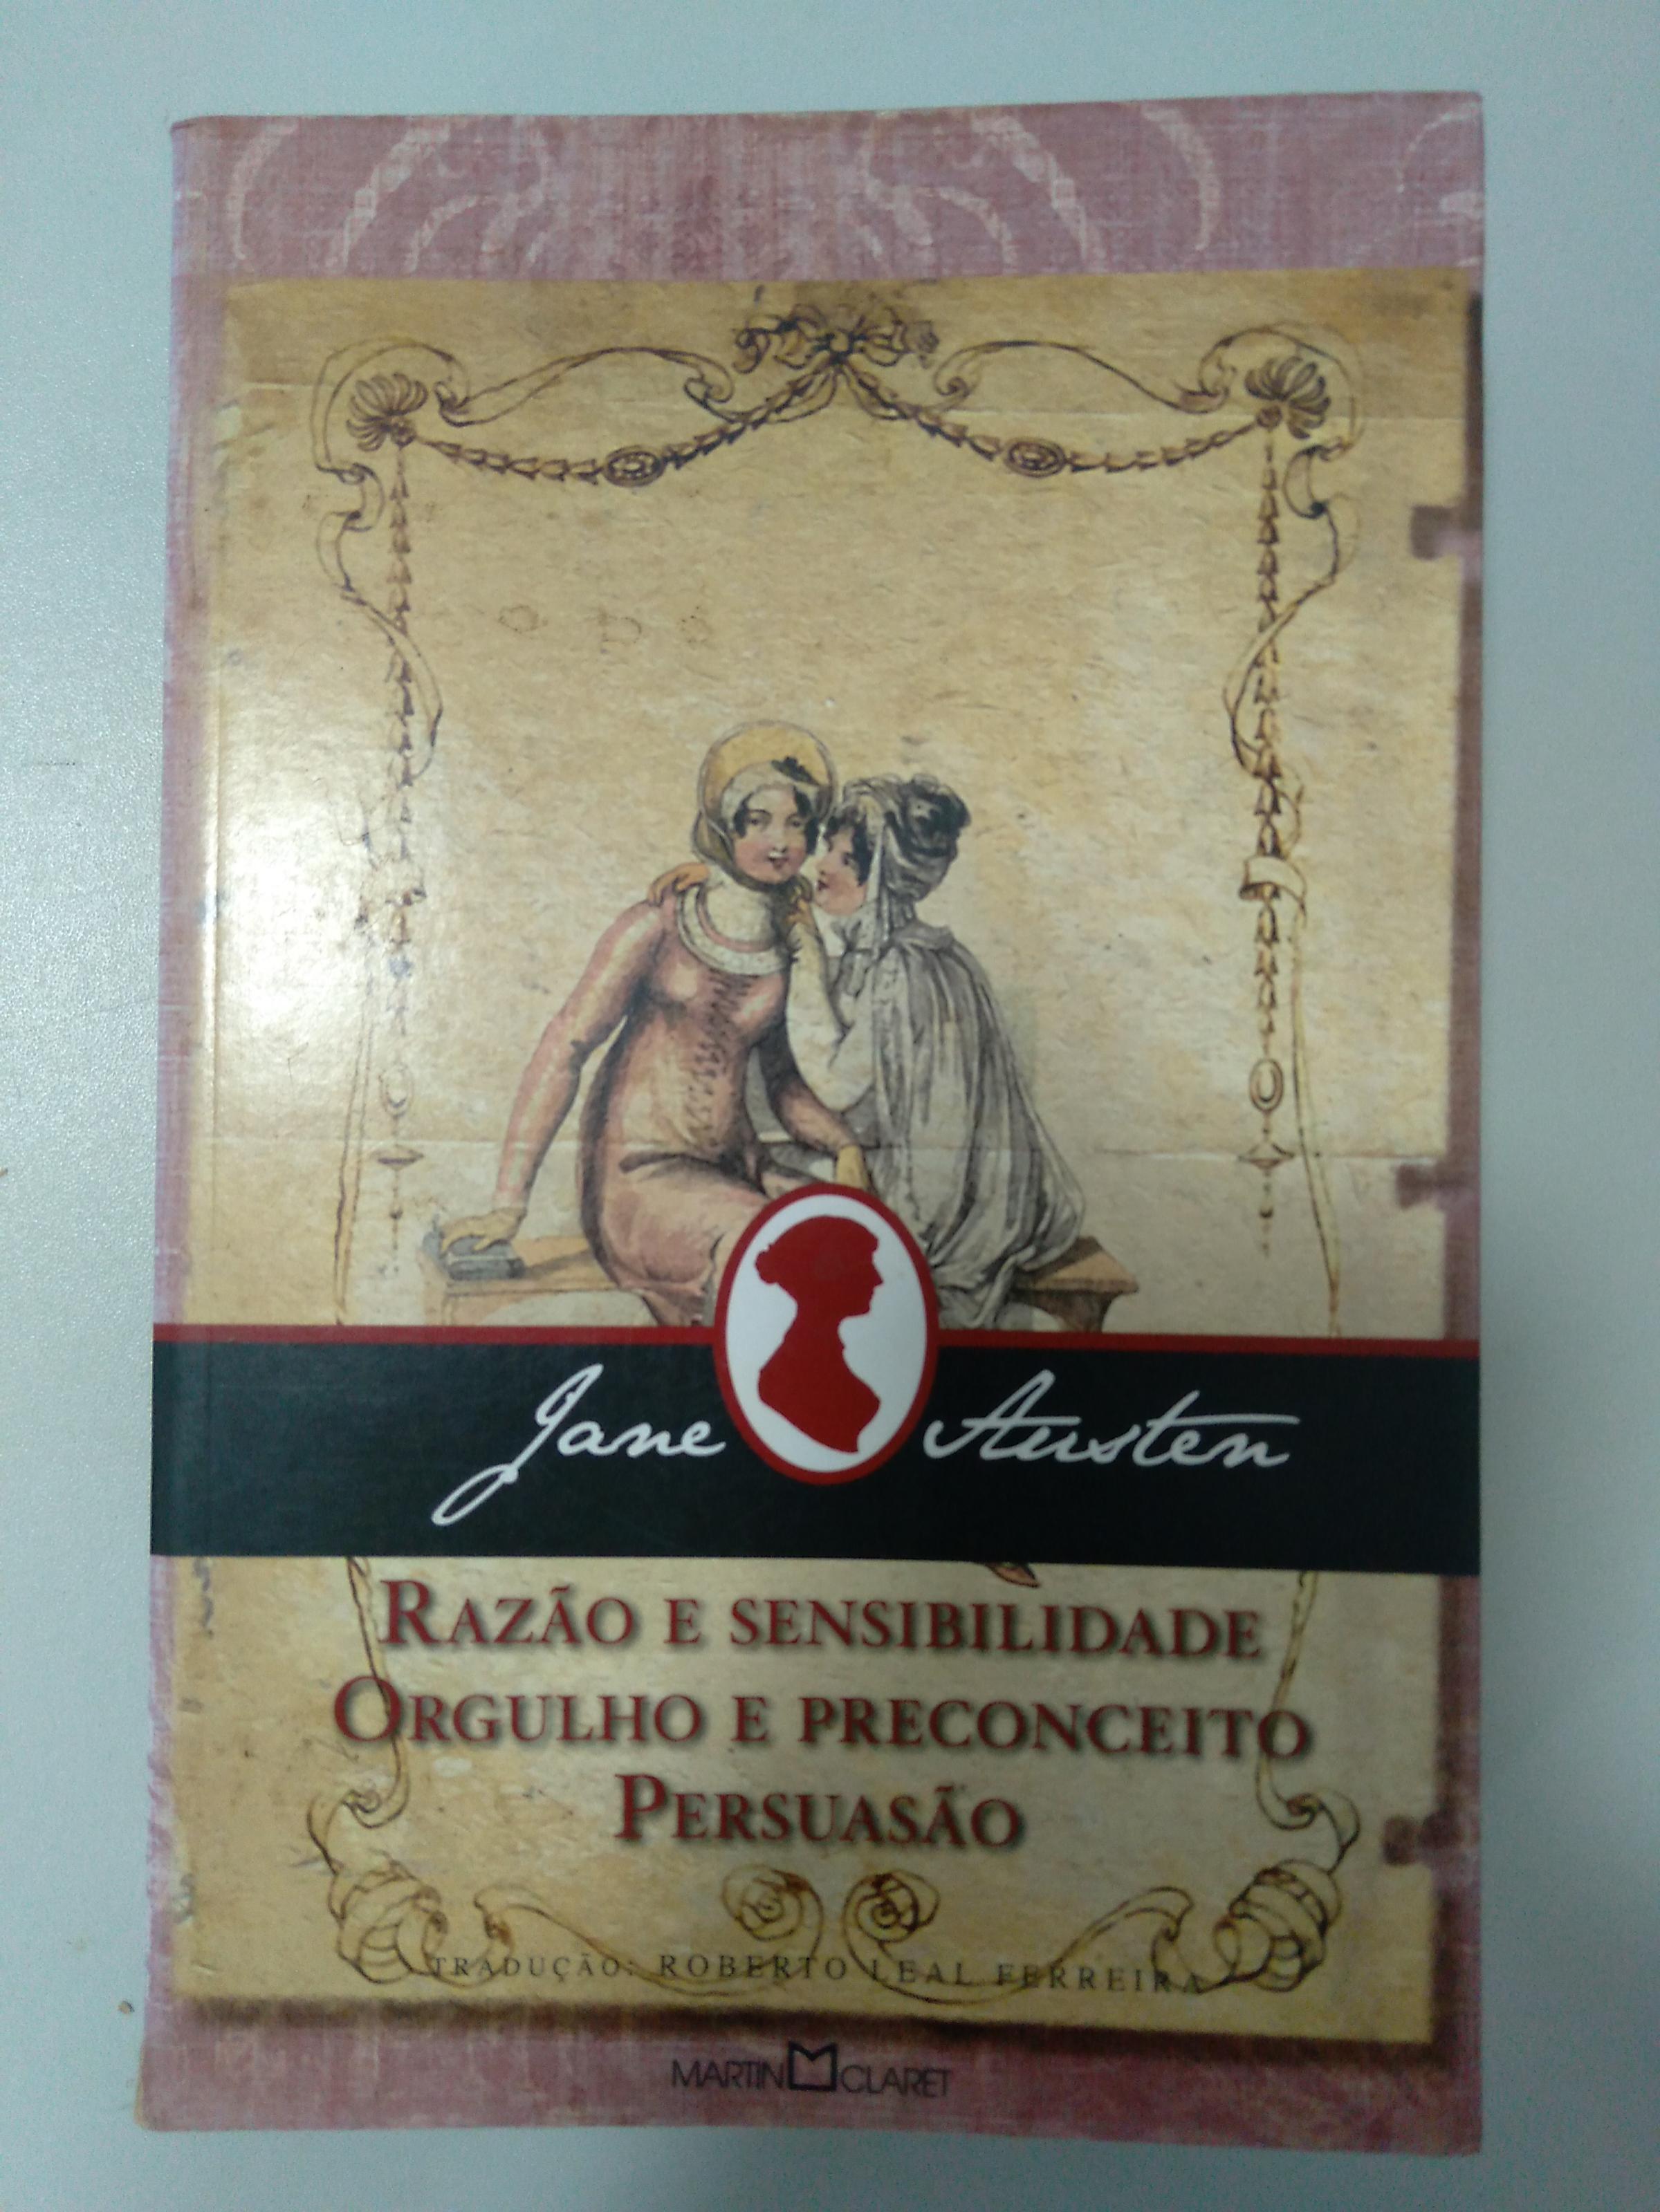 Jane Austen
RAZÃO E SENSIBILIDADE
ORGULHO E PRECONCEITO
PERSUASÃO
TRADUÇÃO: ROBERTO LEAL FERREIRA
MARTIN CLARET